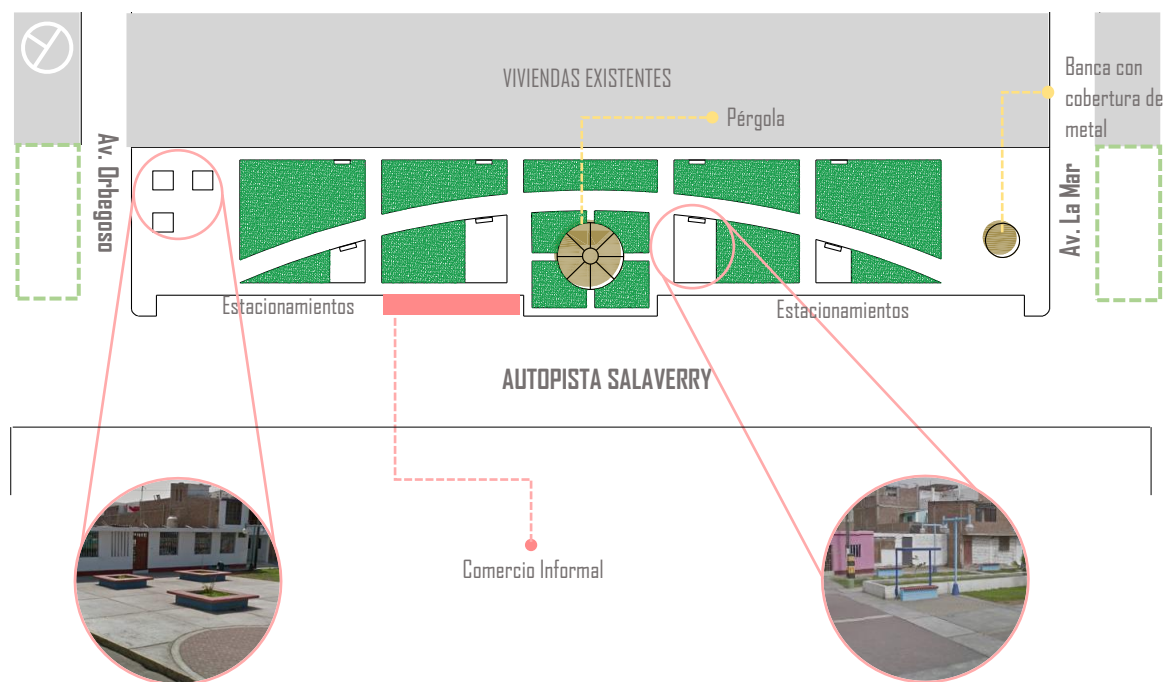 VIVIENDAS EXISTENTES
Banca con
cobertura de
metal
Pérgola
Av. Orbegoso
Av. La Mar
Estacionamientos
Estacionamientos
AUTOPISTA SALAVERRY
Comercio Informal